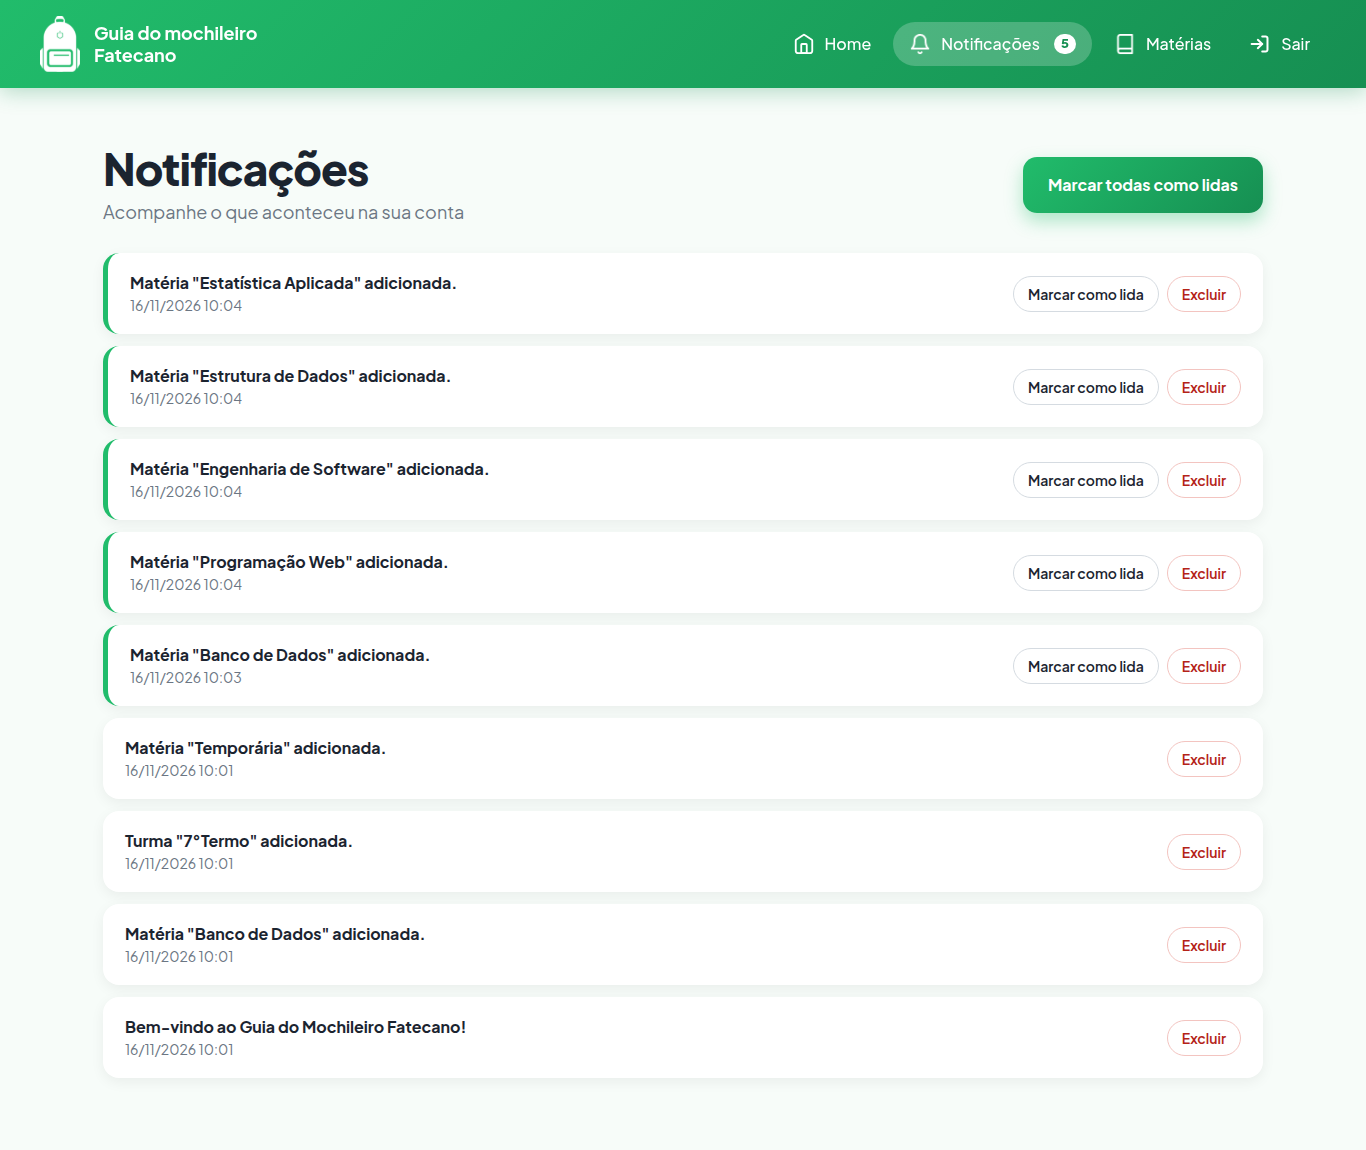 Guia do mochileiro
Fatecano
Home
Notificações 5
Matérias
Sair
Notificações
Acompanhe o que aconteceu na sua conta
Marcar todas como lidas
Matéria "Estatística Aplicada" adicionada.
16/11/2026 10:04
Marcar como lida
Excluir
Matéria "Estrutura de Dados" adicionada.
16/11/2026 10:04
Marcar como lida
Excluir
Matéria "Engenharia de Software" adicionada.
16/11/2026 10:04
Marcar como lida
Excluir
Matéria "Programação Web" adicionada.
16/11/2026 10:04
Marcar como lida
Excluir
Matéria "Banco de Dados" adicionada.
16/11/2026 10:03
Marcar como lida
Excluir
Matéria "Temporária" adicionada.
16/11/2026 10:01
Excluir
Turma "7°Termo" adicionada.
16/11/2026 10:01
Excluir
Matéria "Banco de Dados" adicionada.
16/11/2026 10:01
Excluir
Bem-vindo ao Guia do Mochileiro Fatecano!
16/11/2026 10:01
Excluir